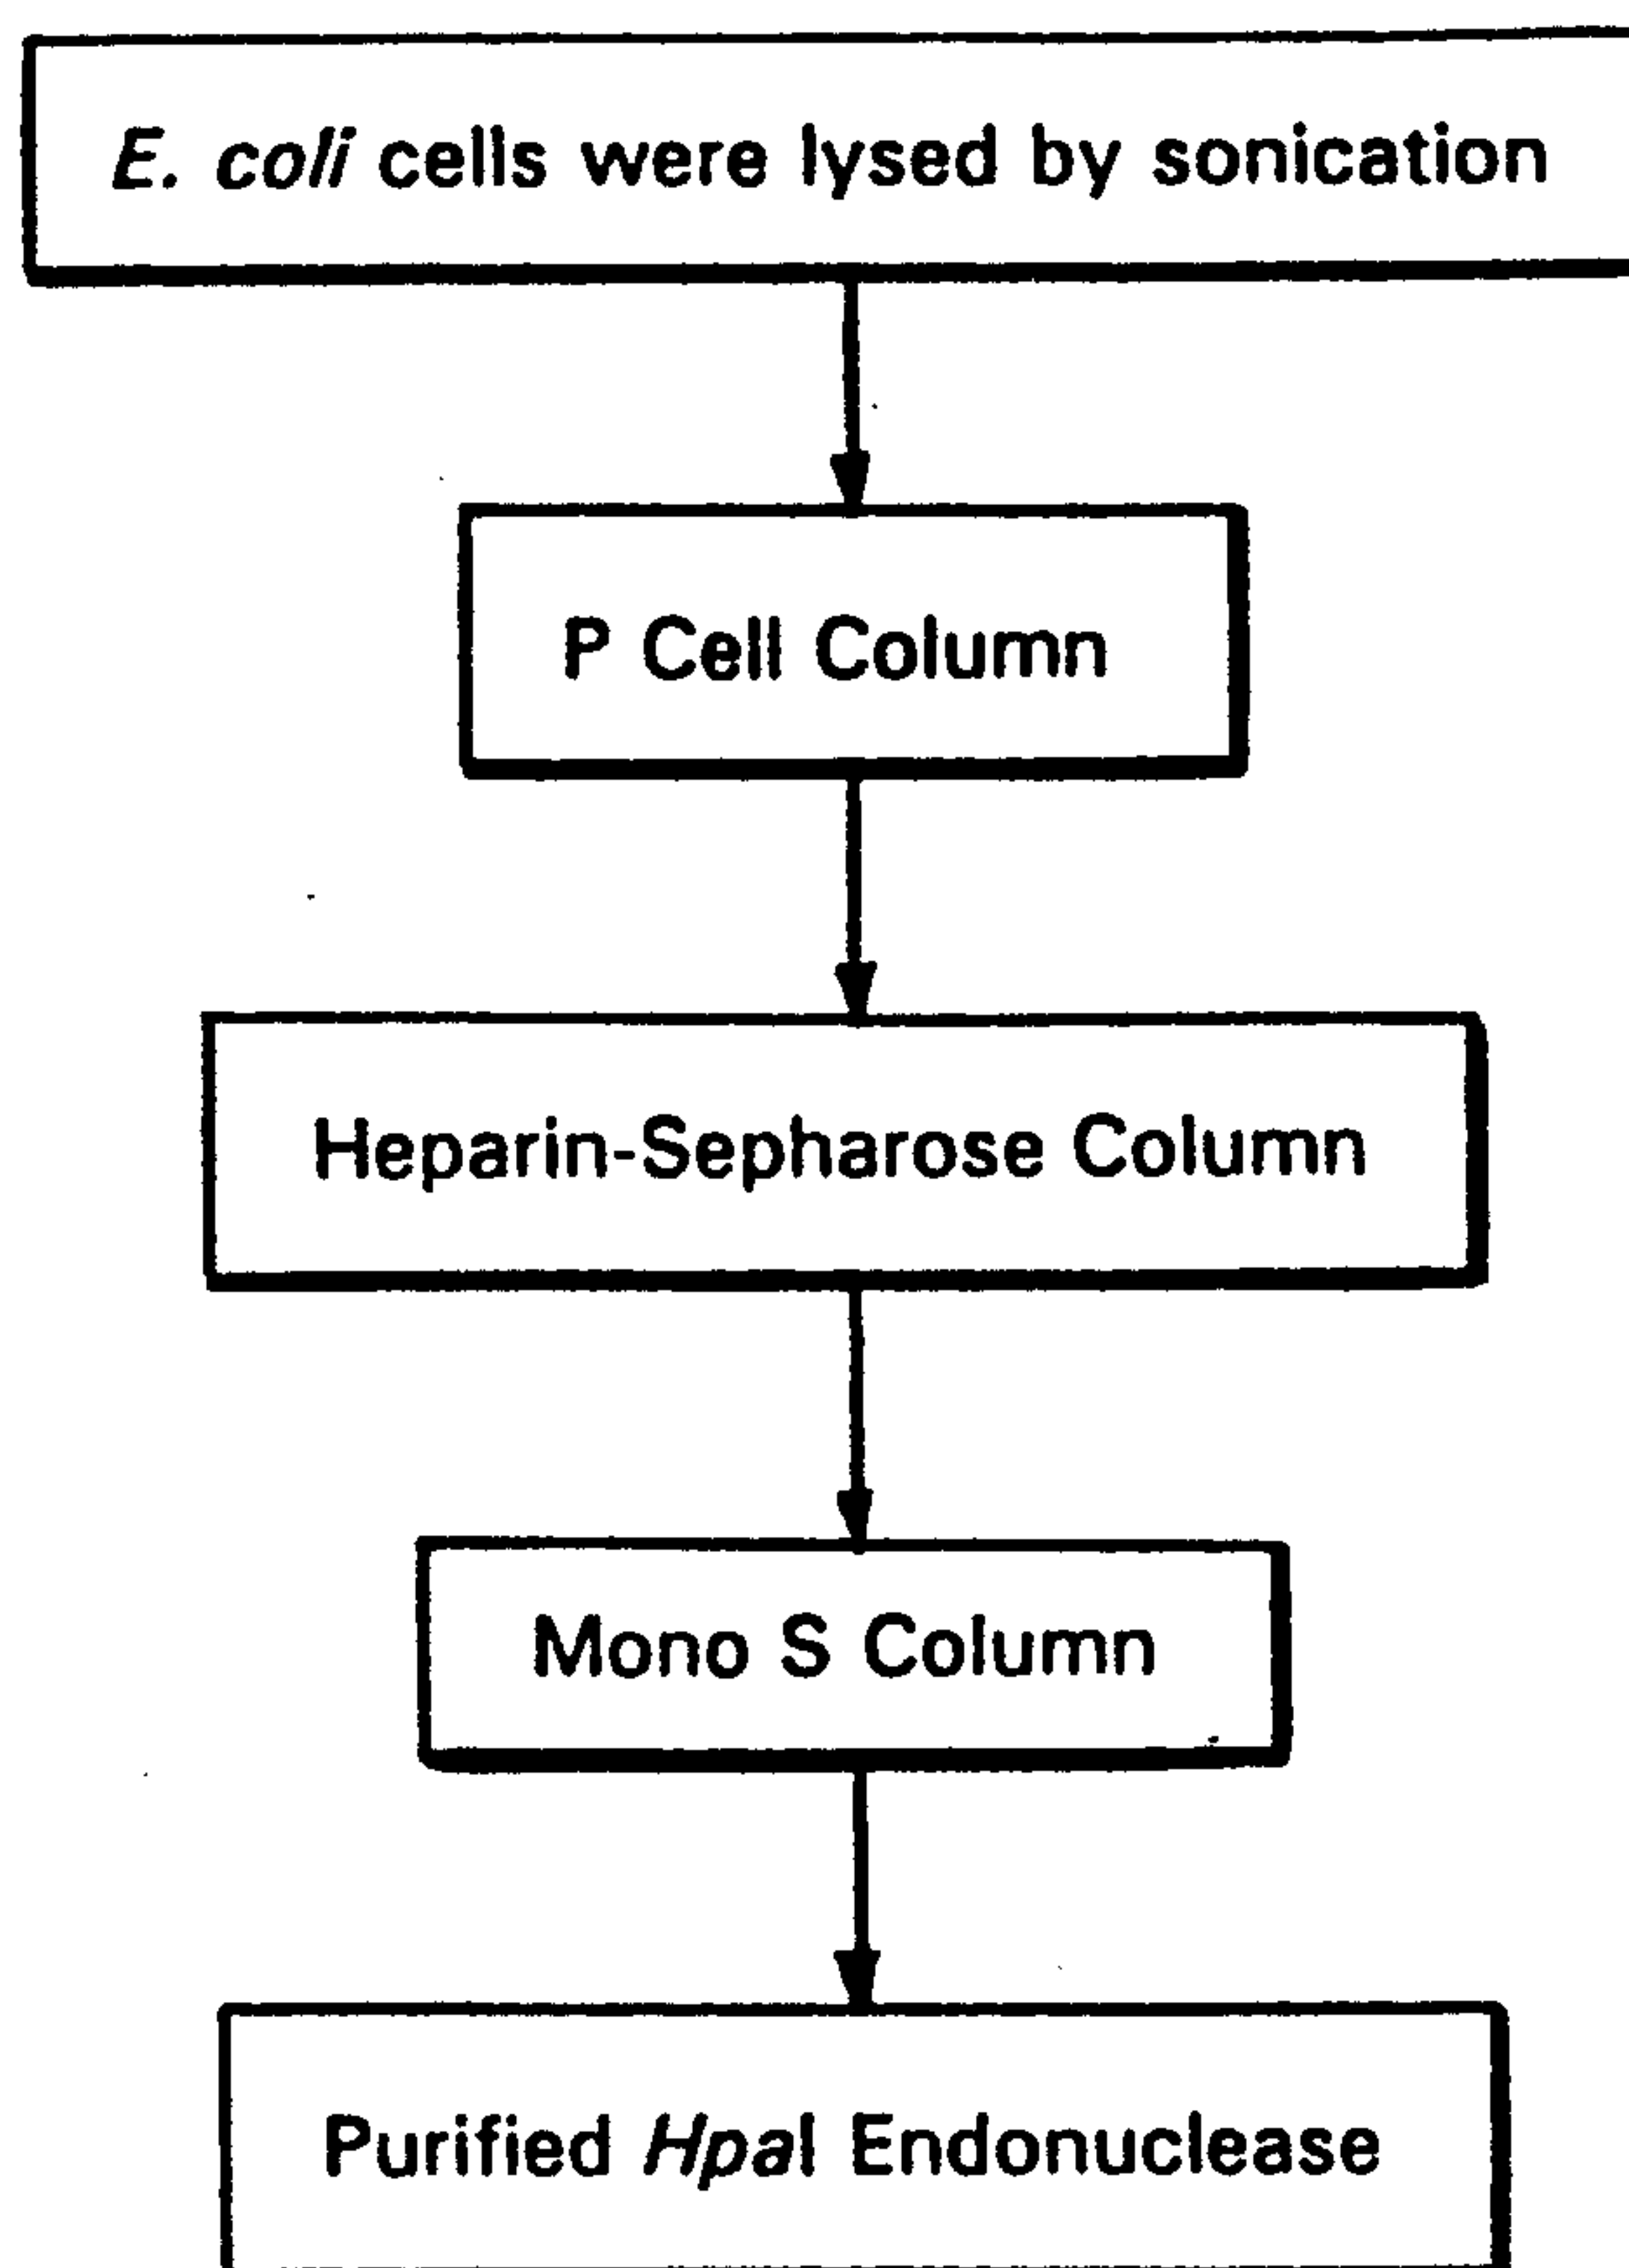 E. coli cells were lysed by sonication
P Cell Column
Heparin-Sepharose Column
Mono S Column
Purified HpaI Endonuclease